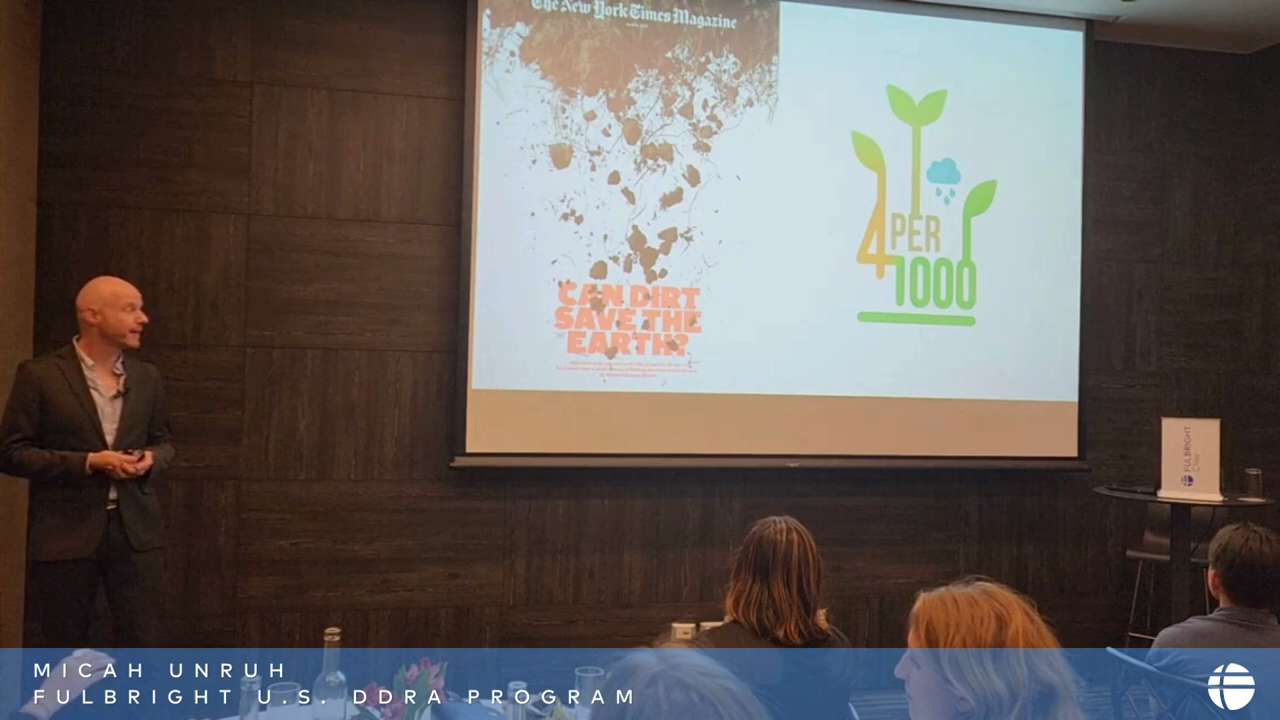 The New York Times Magazine
CAN DIRT
SAVE THE
EARTH?
4 PER
1000
FULBRIGHT
MICAH UNRUH
FULBRIGHT U.S. DDRA PROGRAM